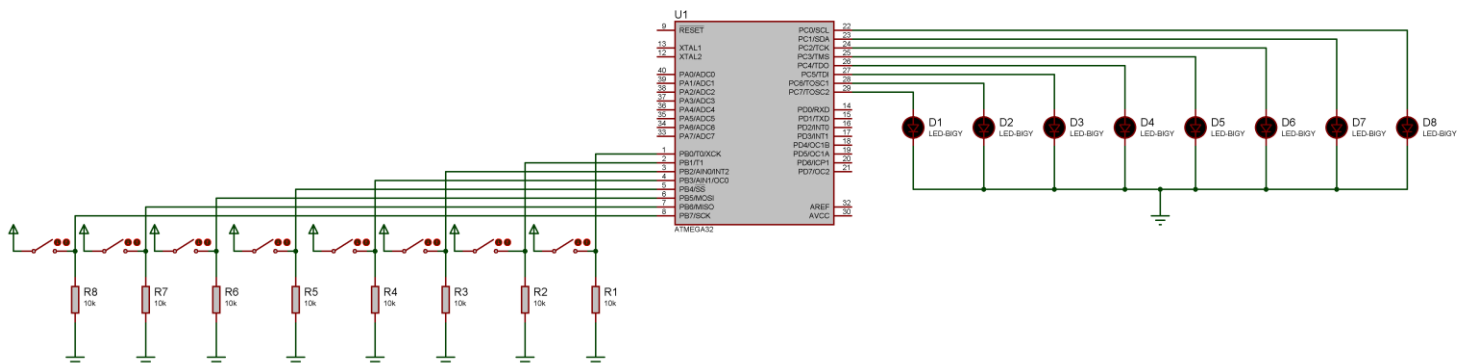 U1
9 RESET PC0/SCL 22
PC1/SDA 23
13 XTAL1 PC2/TCK 24
12 XTAL2 PC3/TMS 25
PC4/TDO 26
40 PA0/ADC0 PC5/TDI 27
39 PA1/ADC1 PC6/TOSC1 28
38 PA2/ADC2 PC7/TOSC2 29
37 PA3/ADC3
36 PA4/ADC4 PD0/RXD 14
35 PA5/ADC5 PD1/TXD 15
34 PA6/ADC6 PD2/INT0 16
33 PA7/ADC7 PD3/INT1 17
PD4/OC1B 18
1 PB0/T0/XCK PD5/OC1A 19
2 PB1/T1 PD6/ICP1 20
3 PB2/AIN0/INT2 PD7/OC2 21
4 PB3/AIN1/OC0
5 PB4/SS
6 PB5/MOSI
7 PB6/MISO AREF 32
8 PB7/SCK AVCC 30
ATMEGA32
D1 D2 D3 D4 D5 D6 D7 D8
LED-BIGY LED-BIGY LED-BIGY LED-BIGY LED-BIGY LED-BIGY LED-BIGY LED-BIGY
R8 R7 R6 R5 R4 R3 R2 R1
10k 10k 10k 10k 10k 10k 10k 10k